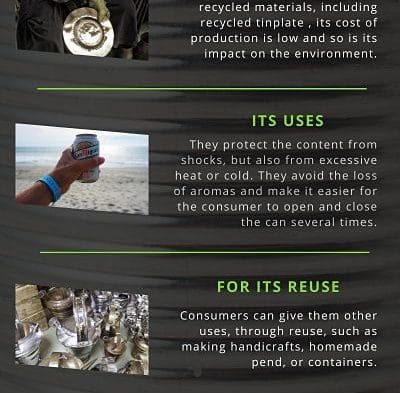 recycled materials, including
recycled tinplate , its cost of
production is low and so is its
impact on the environment.
ITS USES
They protect the content from
shocks, but also from excessive
heat or cold. They avoid the loss
of aromas and make it easier for
the consumer to open and close
the can several times.
FOR ITS REUSE
Consumers can give them other
uses, through reuse, such as
making handicrafts, homemade
pend, or containers.